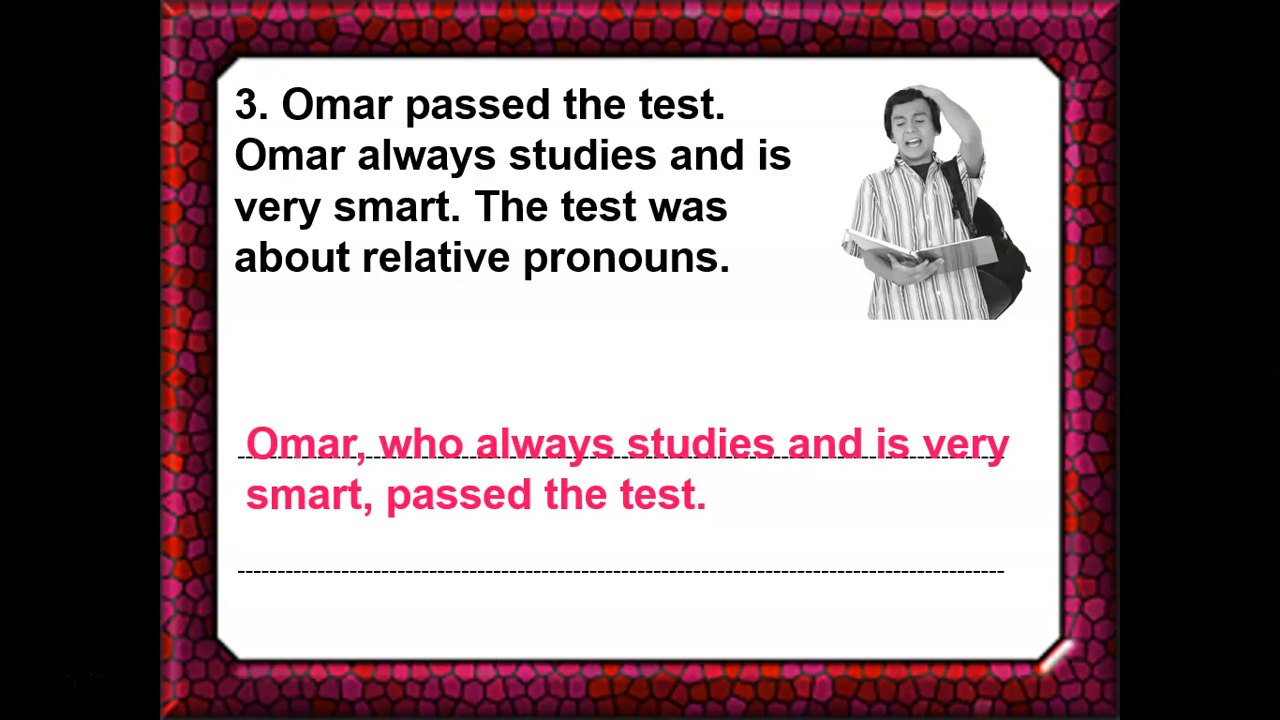 3. Omar passed the test.
Omar always studies and is
very smart. The test was
about relative pronouns.
Omar, who always studies and is very
smart, passed the test.